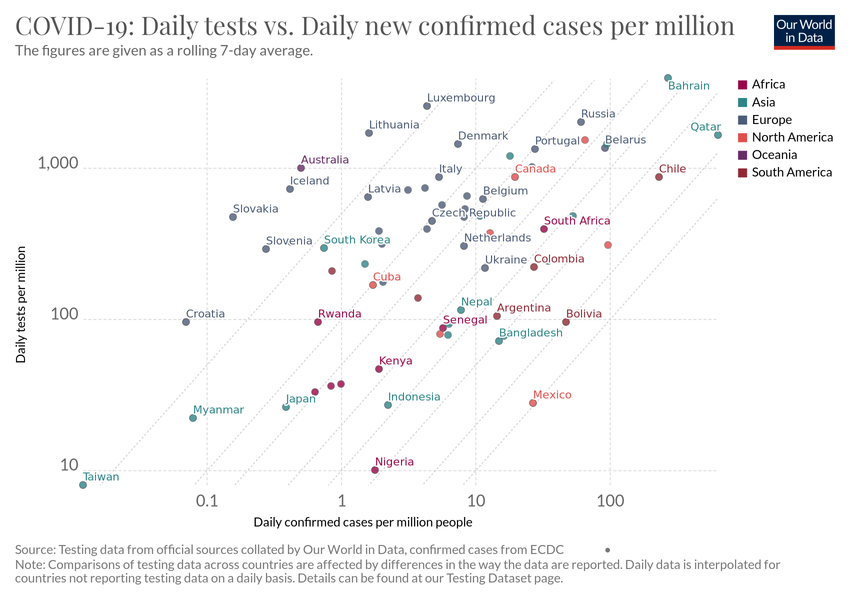 COVID-19: Daily tests vs. Daily new confirmed cases per million
The figures are given as a rolling 7-day average.
Our World
in Data
Africa
Asia
Europe
North America
Oceania
South America
Bahrain
Luxembourg
Russia
Qatar
Lithuania
Denmark
Portugal
Belarus
Australia
1,000
Italy
Canada
Chile
Iceland
Latvia
Belgium
Slovakia
Czech Republic
South Africa
Slovenia
South Korea
Netherlands
Ukraine
Colombia
Cuba
Nepal
Croatia
Rwanda
Senegal
Argentina
Bolivia
100
Bangladesh
Kenya
Myanmar
Japan
Indonesia
Mexico
10
Nigeria
Taiwan
Daily tests per million
0.1
1
10
100
Daily confirmed cases per million people
Source: Testing data from official sources collated by Our World in Data, confirmed cases from ECDC
Note: Comparisons of testing data across countries are affected by differences in the way the data are reported. Daily data is interpolated for
countries not reporting testing data on a daily basis. Details can be found at our Testing Dataset page.